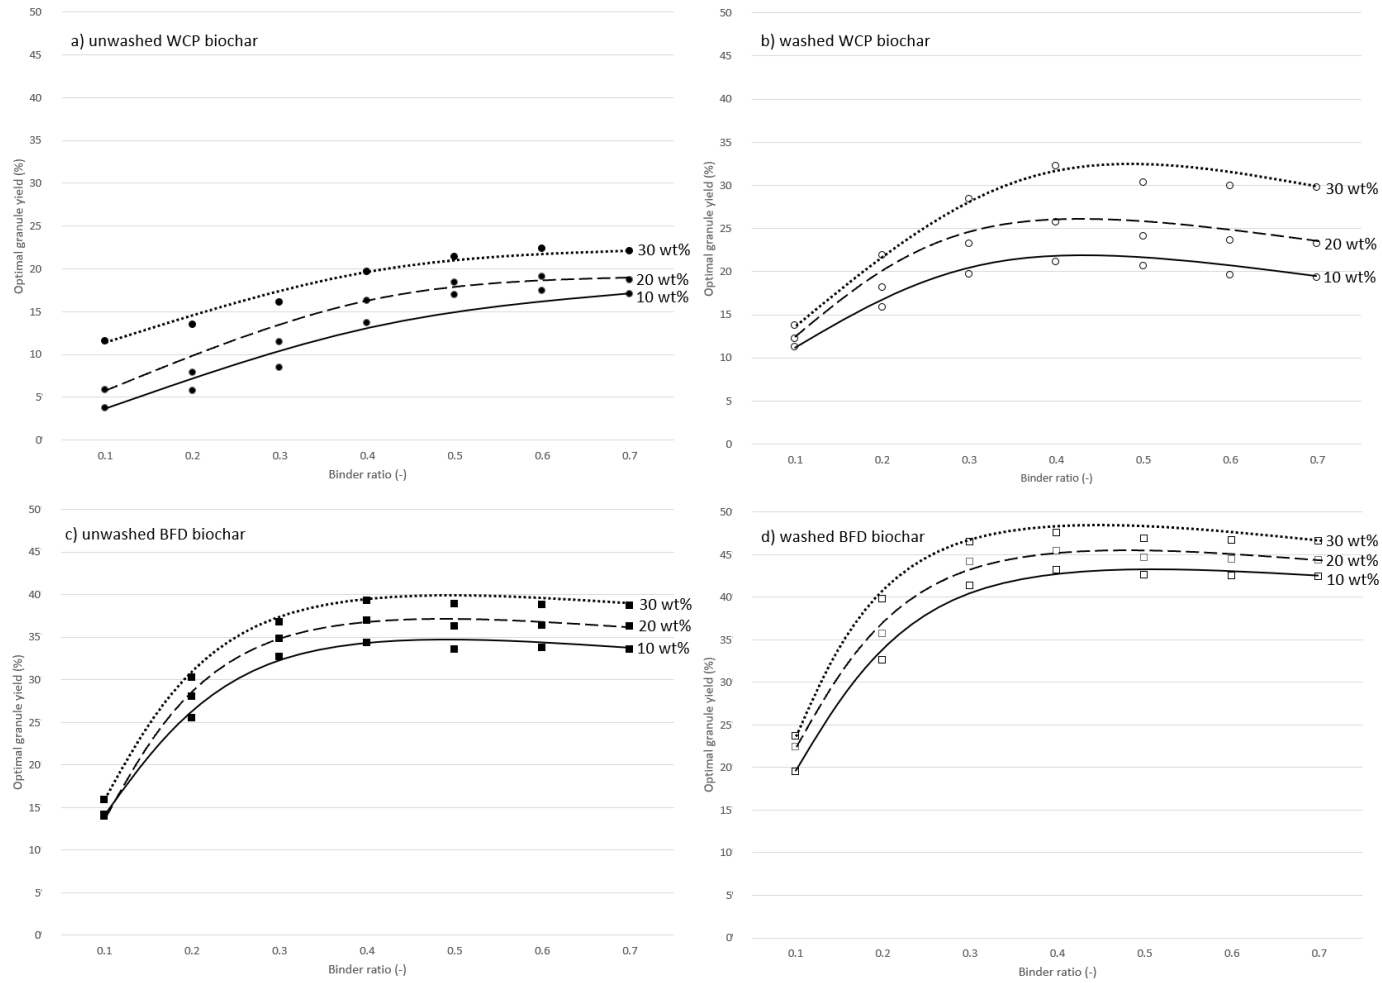 a) unwashed WCP biochar
Optimal granule yield (%)
50
45
40
35
30
25
20
15
10
5
0
30 wt%
20 wt%
10 wt%
0.1 0.2 0.3 0.4 0.5 0.6 0.7
Binder ratio (-)
b) washed WCP biochar
Optimal granule yield (%)
50
45
40
35
30
25
20
15
10
5
0
30 wt%
20 wt%
10 wt%
0.1 0.2 0.3 0.4 0.5 0.6 0.7
Binder ratio (-)
c) unwashed BFD biochar
Optimal granule yield (%)
50
45
40
35
30
25
20
15
10
5
0
30 wt%
20 wt%
10 wt%
0.1 0.2 0.3 0.4 0.5 0.6 0.7
Binder ratio (-)
d) washed BFD biochar
Optimal granule yield (%)
50
45
40
35
30
25
20
15
10
5
0
30 wt%
20 wt%
10 wt%
0.1 0.2 0.3 0.4 0.5 0.6 0.7
Binder ratio (-)